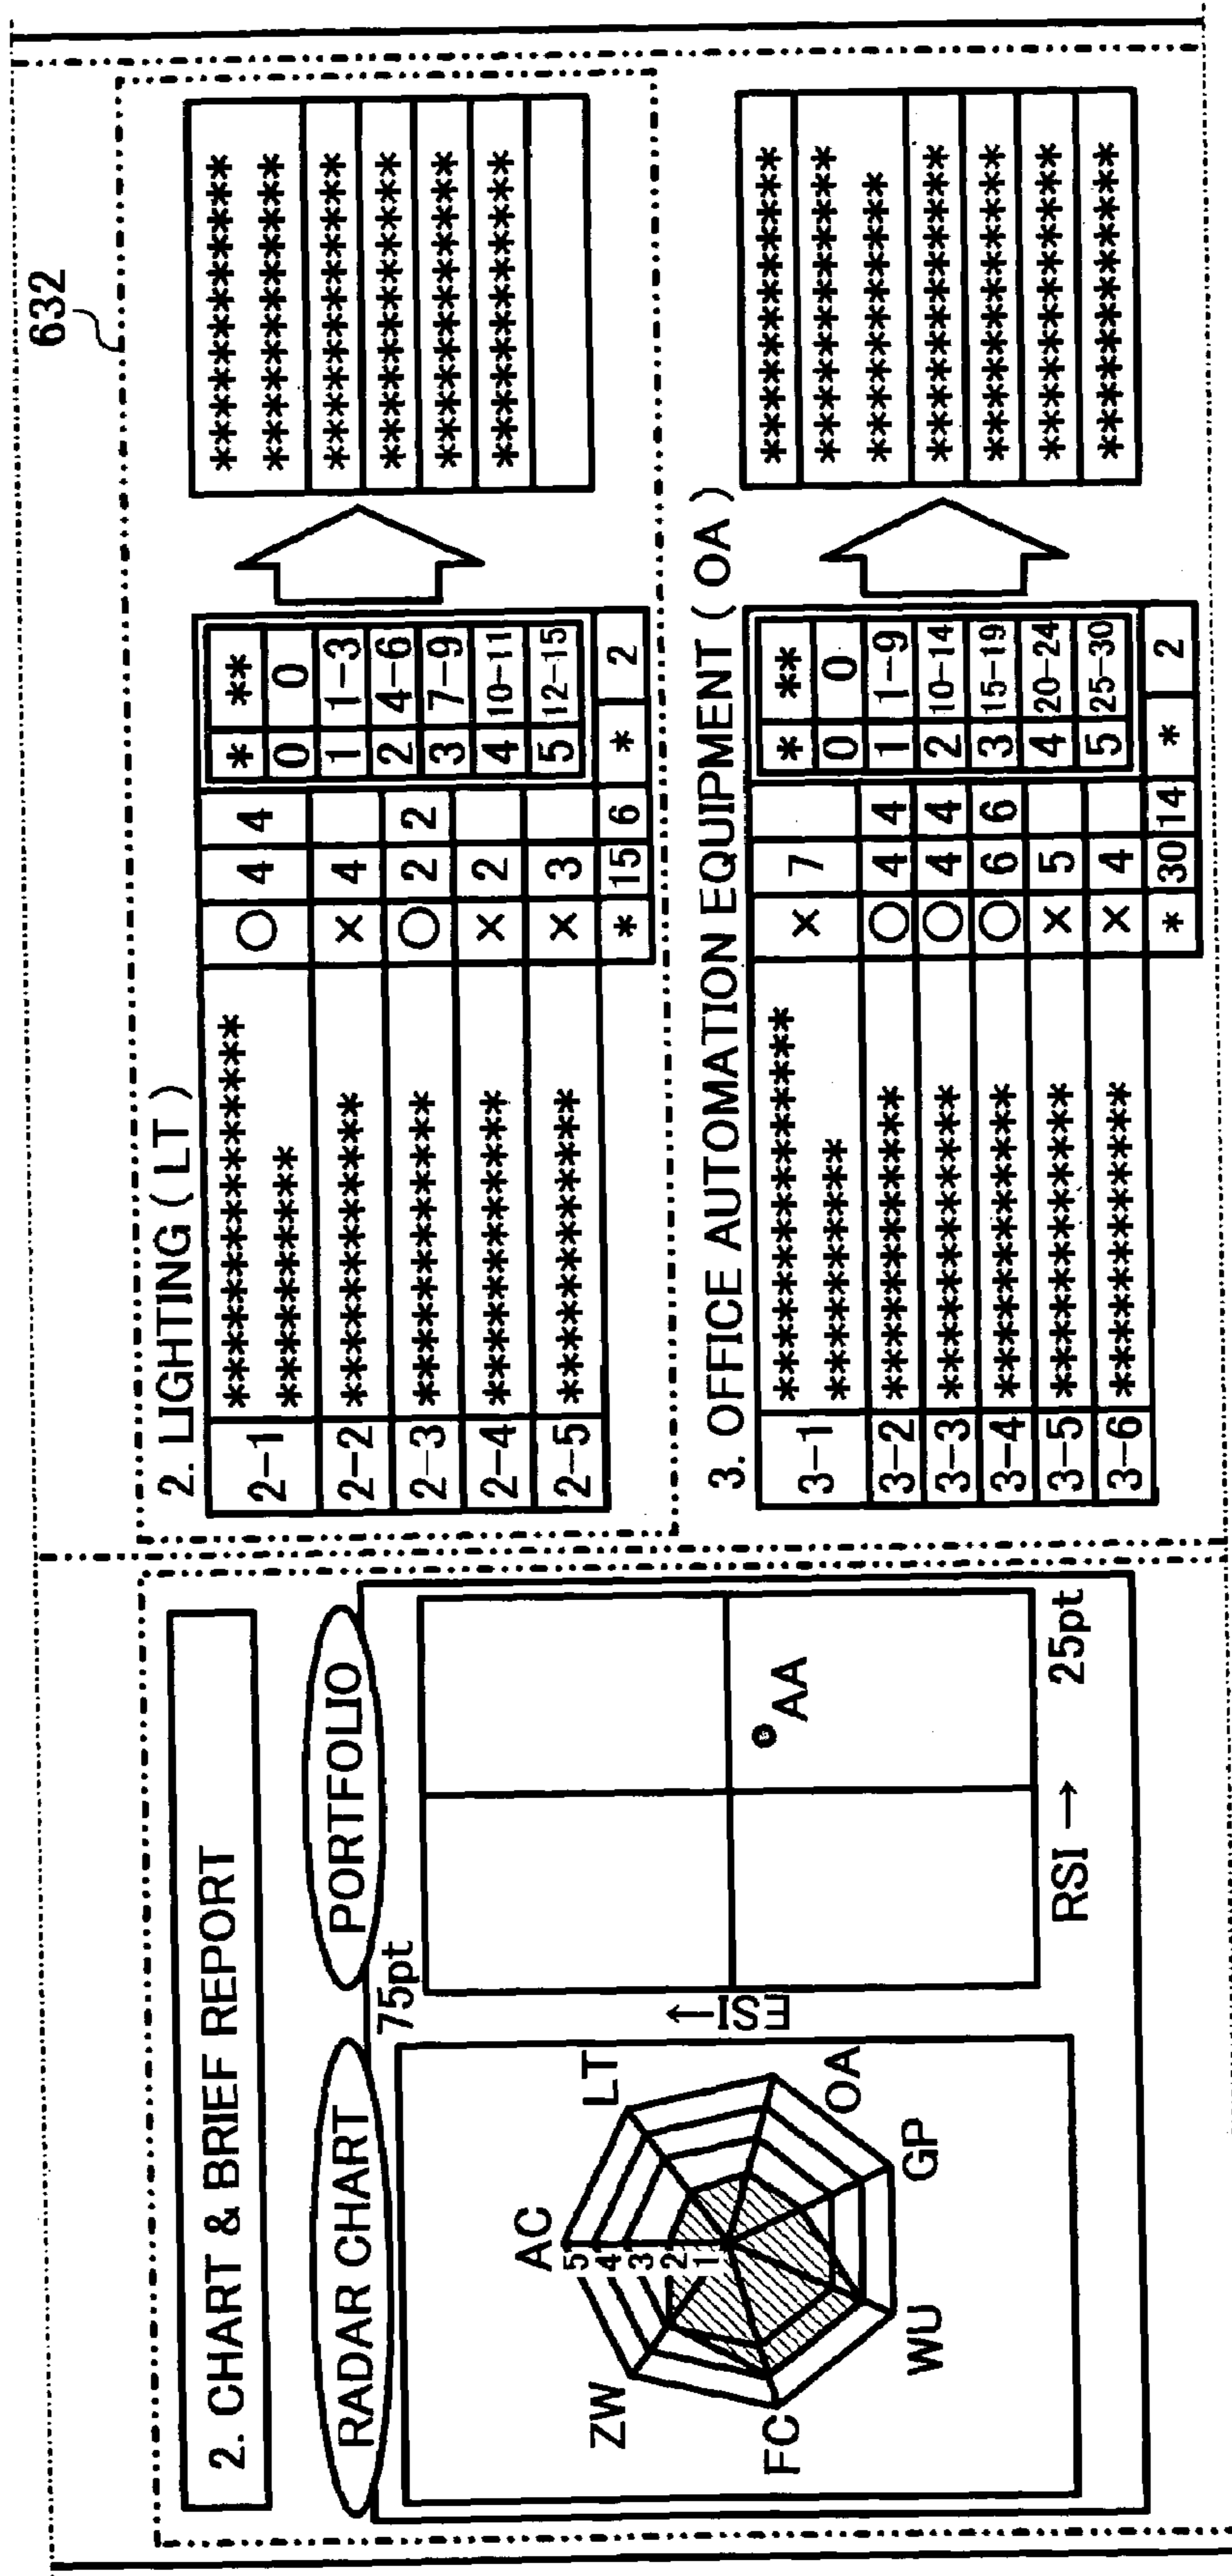 632
2. CHART & BRIEF REPORT
RADAR CHART
PORTFOLIO
AC
LT
OA
GP
WU
FC
ZW
5
4
3
2
1
75pt
ESI→
AA
RSI →
25pt
2. LIGHTING ( LT )
2-1 *************** ○ 4 4
**********
2-2 ************ × 4
2-3 ************ ○ 2 2
2-4 ************ × 2
2-5 ************ × 3
* 15 6 * 2
* **
0 0
1 1-3
2 4-6
3 7-9
4 10-11
5 12-15
************
************
************
************
************
************
3. OFFICE AUTOMATION EQUIPMENT ( OA )
3-1 *************** × 7
**********
3-2 ************ ○ 4 4
3-3 ************ ○ 4 4
3-4 ************ ○ 6 6
3-5 ************ × 5
3-6 ************ × 4
* 30 14 * 2
* **
0 0
1 1-9
2 10-14
3 15-19
4 20-24
5 25-30
************
************
***********
************
************
************
************